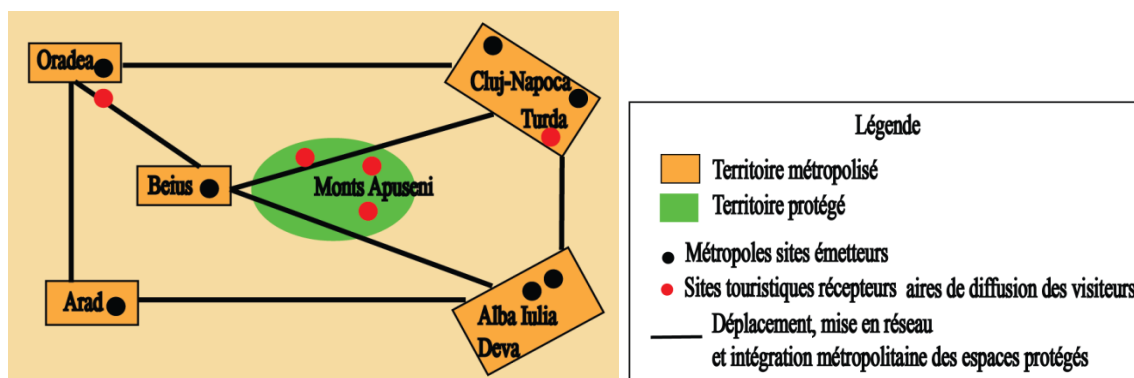 Oradea
Cluj-Napoca
Turda
Beius
Monts Apuseni
Arad
Alba Iulia
Deva
Légende
Territoire métropolisé
Territoire protégé
Métropoles sites émetteurs
Sites touristiques récepteurs aires de diffusion des visiteurs
Déplacement, mise en réseau
et intégration métropolitaine des espaces protégés